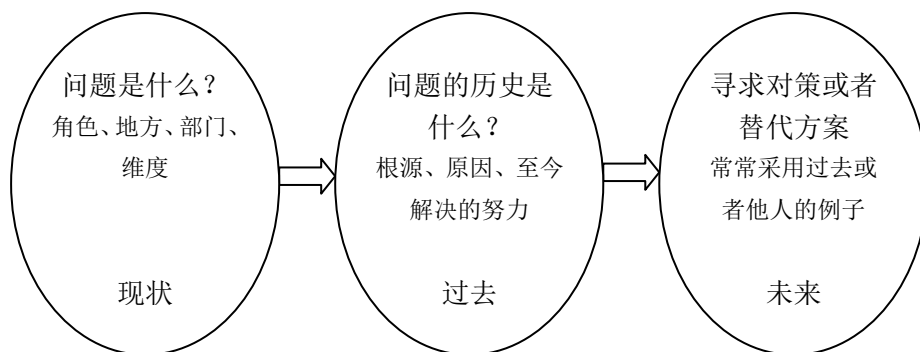 问题是什么？
角色、地方、部门、
维度
现状
问题的历史是
什么？
根源、原因、至今
解决的努力
过去
寻求对策或者
替代方案
常常采用过去或
者他人的例子
未来